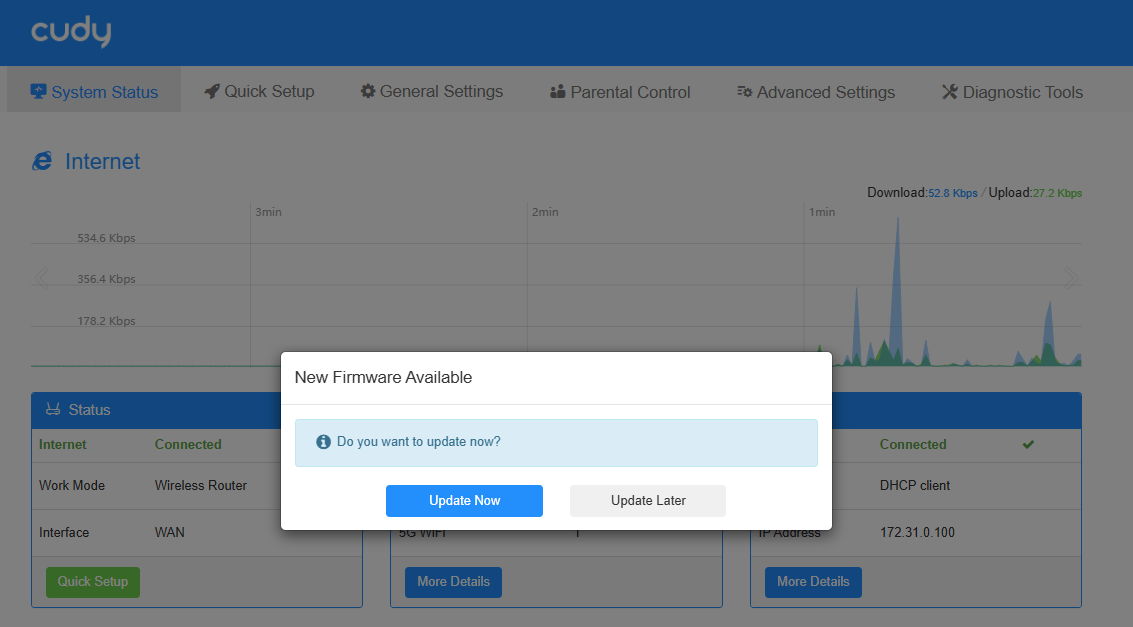 cudy
System Status Quick Setup General Settings Parental Control Advanced Settings Diagnostic Tools
Internet
Download:52.8 Kbps / Upload:27.2 Kbps
3min 2min 1min
534.6 Kbps
356.4 Kbps
178.2 Kbps
New Firmware Available
Do you want to update now?
Update Now Update Later
Status
Internet Connected Connected
Work Mode Wireless Router DHCP client
Interface WAN 5G WIFI 1 IP Address 172.31.0.100
Quick Setup More Details More Details